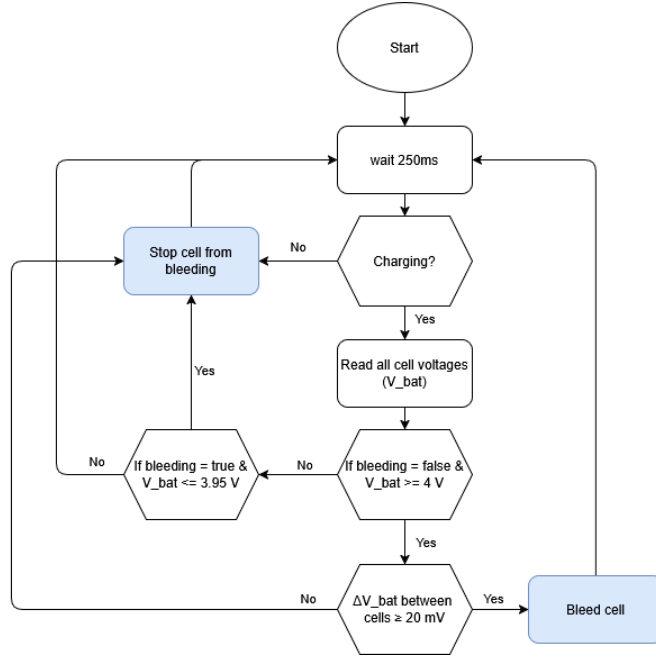 Start
wait 250ms
Stop cell from
bleeding
No
Charging?
Yes
Read all cell voltages
(V_bat)
Yes
No
If bleeding = true &
V_bat <= 3.95 V
No
If bleeding = false &
V_bat >= 4 V
Yes
No
ΔV_bat between
cells ≥ 20 mV
Yes
Bleed cell